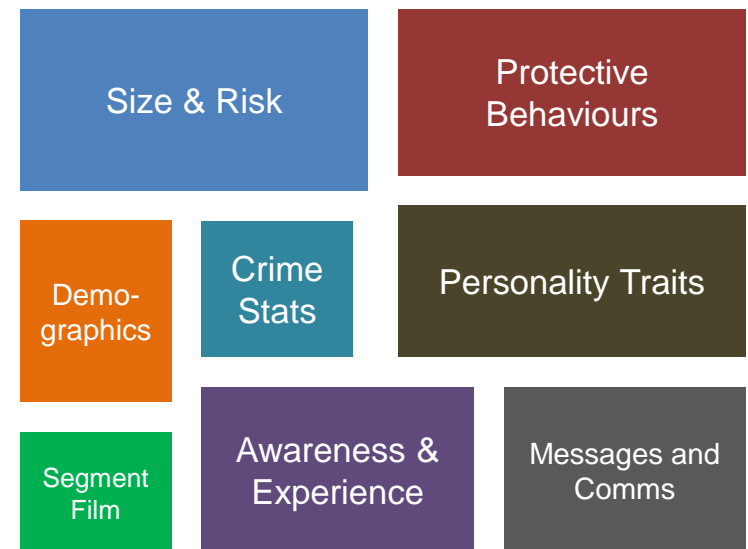 Size & Risk
Protective
Behaviours
Demo-
graphics
Crime
Stats
Personality Traits
Segment
Film
Awareness &
Experience
Messages and
Comms